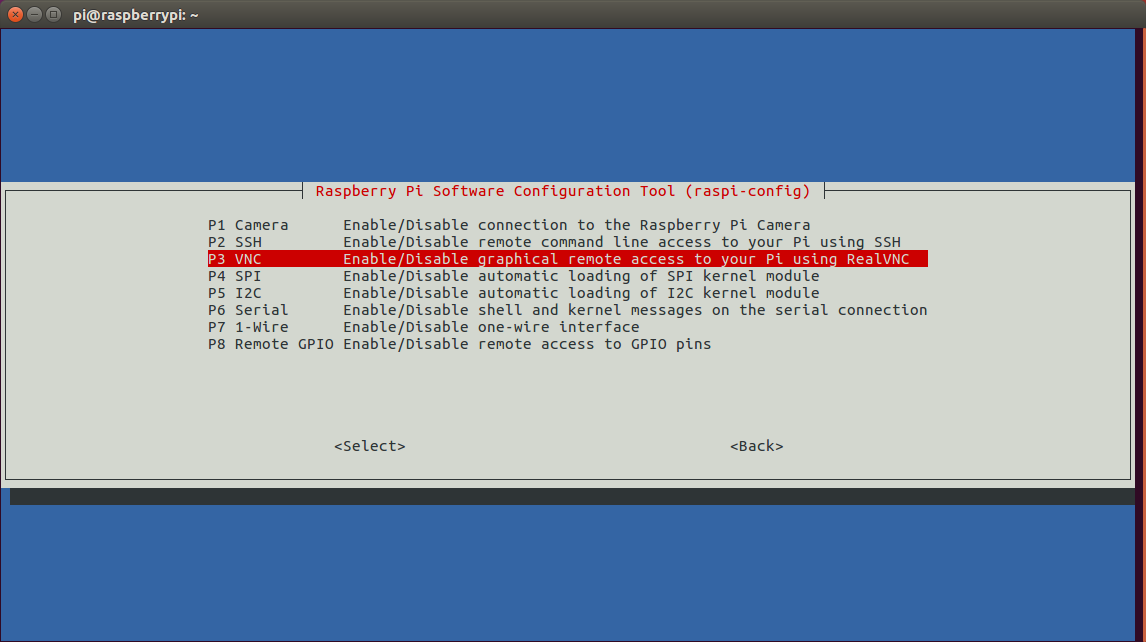 pi@raspberrypi: ~
Raspberry Pi Software Configuration Tool (raspi-config)
P1 Camera Enable/Disable connection to the Raspberry Pi Camera
P2 SSH Enable/Disable remote command line access to your Pi using SSH
P3 VNC Enable/Disable graphical remote access to your Pi using RealVNC
P4 SPI Enable/Disable automatic loading of SPI kernel module
P5 I2C Enable/Disable automatic loading of I2C kernel module
P6 Serial Enable/Disable shell and kernel messages on the serial connection
P7 1-Wire Enable/Disable one-wire interface
P8 Remote GPIO Enable/Disable remote access to GPIO pins
<Select> <Back>